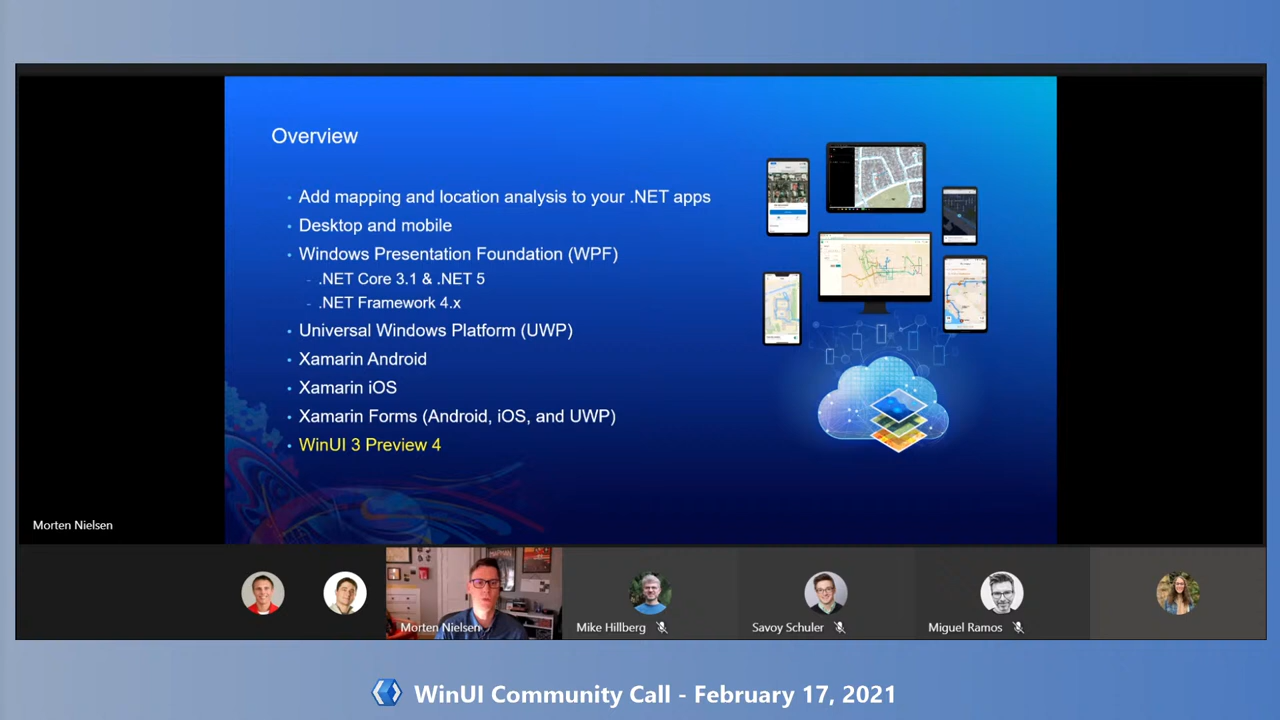 Overview
• Add mapping and location analysis to your .NET apps
• Desktop and mobile
• Windows Presentation Foundation (WPF)
- .NET Core 3.1 & .NET 5
- .NET Framework 4.x
• Universal Windows Platform (UWP)
• Xamarin Android
• Xamarin iOS
• Xamarin Forms (Android, iOS, and UWP)
• WinUI 3 Preview 4
Morten Nielsen
Morten Nielsen
Mike Hillberg
Savoy Schuler
Miguel Ramos
WinUI Community Call - February 17, 2021